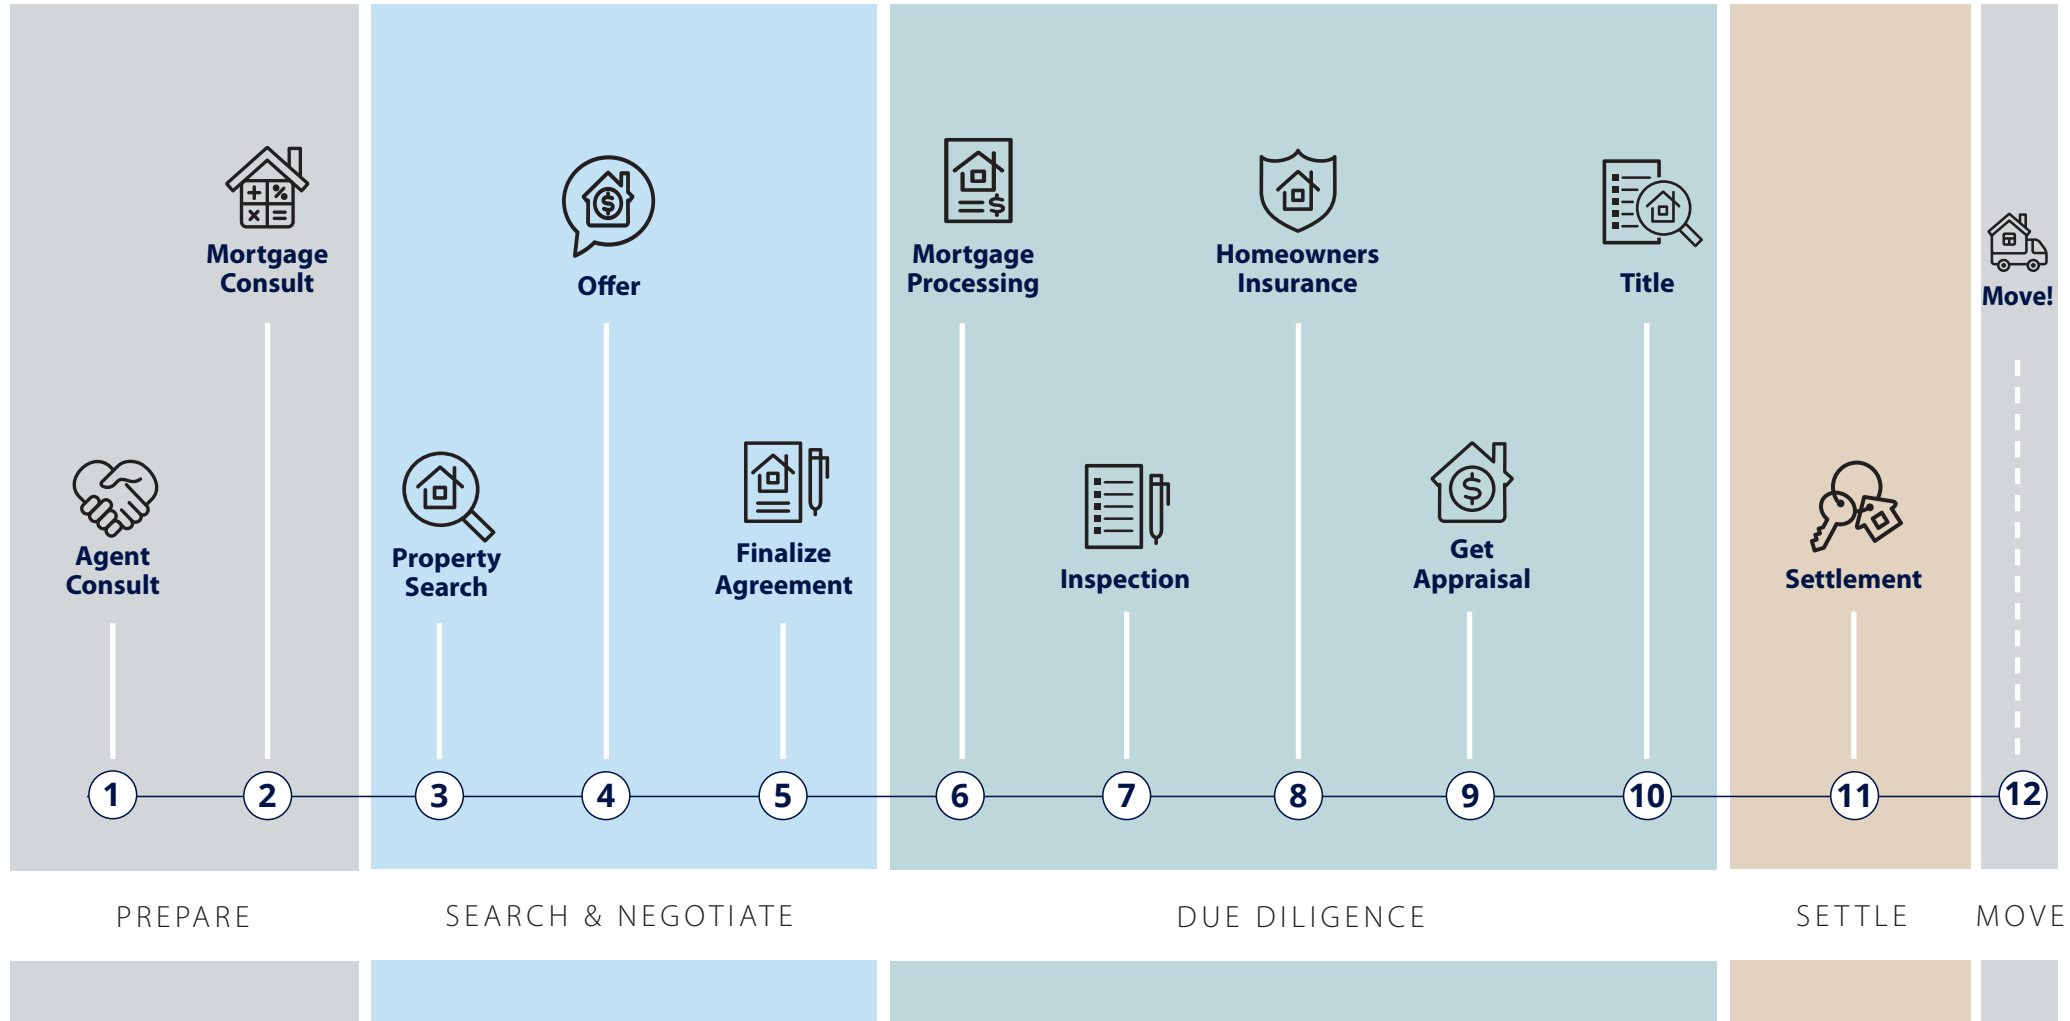 Mortgage
Consult
Offer
Mortgage
Processing
Homeowners
Insurance
Title
Move!
Agent
Consult
Property
Search
Finalize
Agreement
Inspection
Get
Appraisal
Settlement
1
2
3
4
5
6
7
8
9
10
11
12
PREPARE
SEARCH & NEGOTIATE
DUE DILIGENCE
SETTLE
MOVE